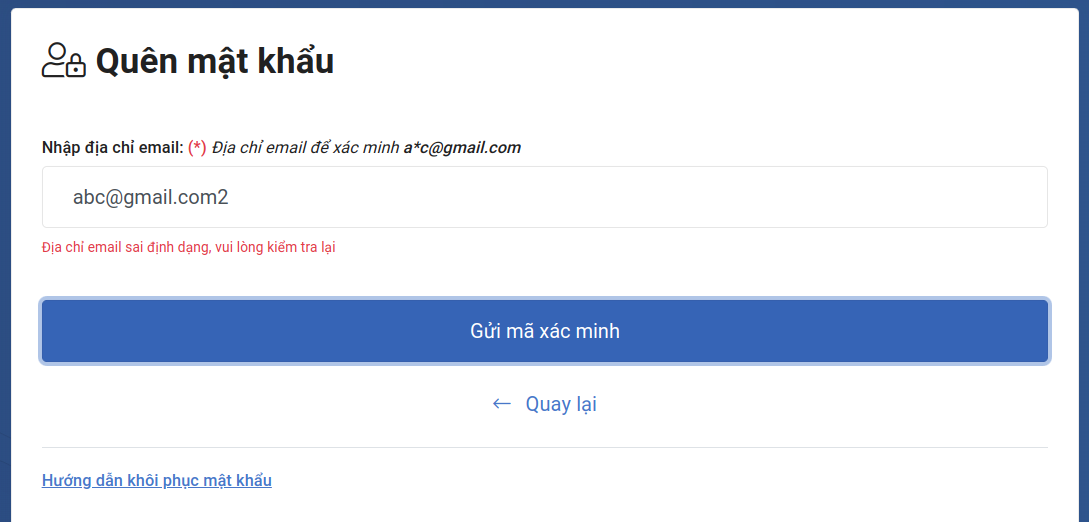 Quên mật khẩu
Nhập địa chỉ email: (*) Địa chỉ email để xác minh a*c@gmail.com
abc@gmail.com2
Địa chỉ email sai định dạng, vui lòng kiểm tra lại
Gửi mã xác minh
← Quay lại
Hướng dẫn khôi phục mật khẩu